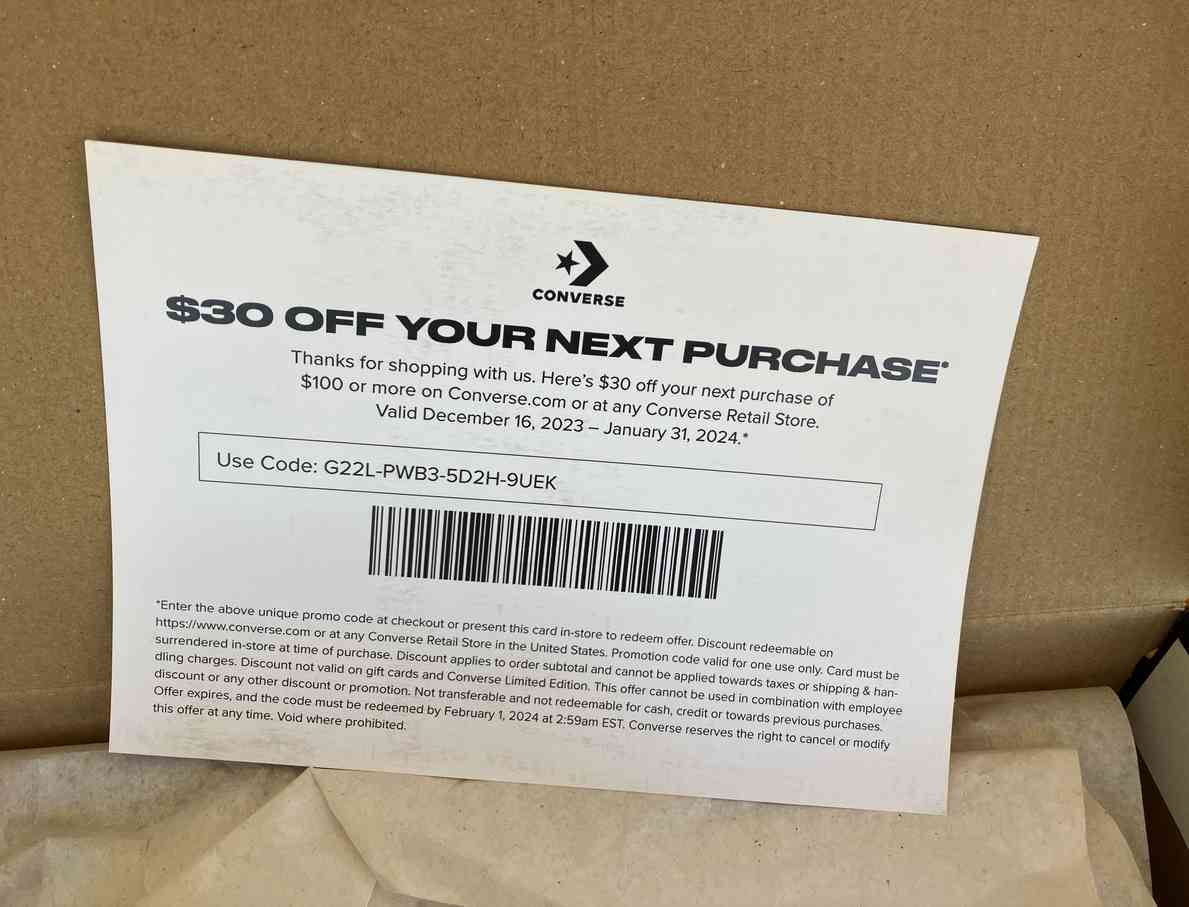 CONVERSE
$30 OFF YOUR NEXT PURCHASE*
Thanks for shopping with us. Here's $30 off your next purchase of
$100 or more on Converse.com or at any Converse Retail Store.
Valid December 16, 2023 – January 31, 2024.*
Use Code: G22L-PWB3-5D2H-9UEK
*Enter the above unique promo code at checkout or present this card in-store to redeem offer. Discount redeemable on
https://www.converse.com or at any Converse Retail Store in the United States. Promotion code valid for one use only. Card must be
surrendered in-store at time of purchase. Discount applies to order subtotal and cannot be applied towards taxes or shipping & han-
dling charges. Discount not valid on gift cards and Converse Limited Edition. This offer cannot be used in combination with employee
discount or any other discount or promotion. Not transferable and not redeemable for cash, credit or towards previous purchases.
Offer expires, and the code must be redeemed by February 1, 2024 at 2:59am EST. Converse reserves the right to cancel or modify
this offer at any time. Void where prohibited.